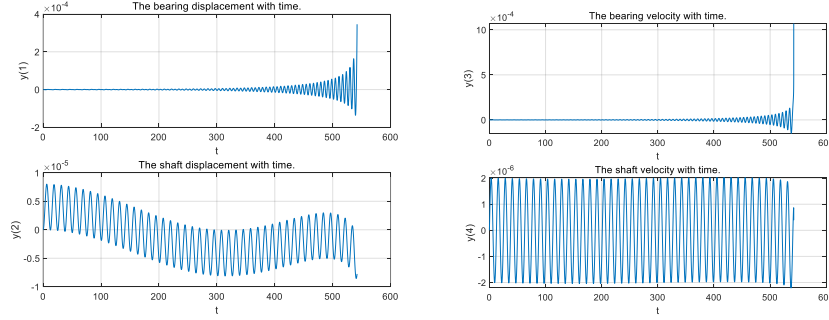 The bearing displacement with time.
×10^-4
4
2
0
-2
y(1)
0 100 200 300 400 500 600
t
The bearing velocity with time.
×10^-4
10
5
0
y(3)
0 100 200 300 400 500 600
t
The shaft displacement with time.
×10^-5
1
0.5
0
-0.5
-1
y(2)
0 100 200 300 400 500 600
t
The shaft velocity with time.
×10^-6
2
1
0
-1
-2
y(4)
0 100 200 300 400 500 600
t